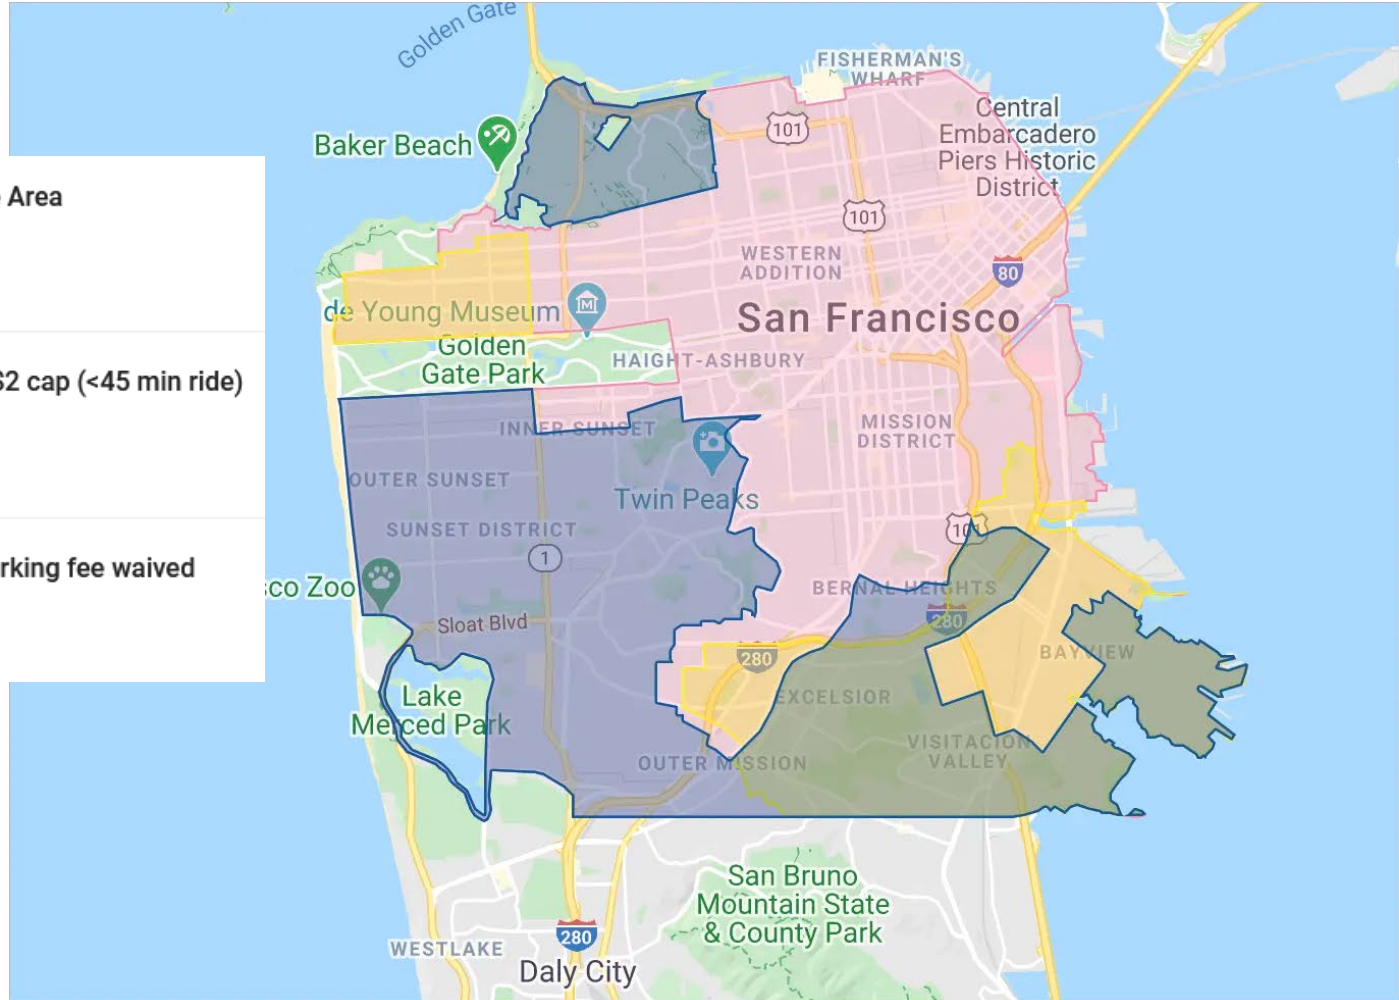 Golden Gate
FISHERMAN'S
WHARF
Baker Beach
101
Central
Embarcadero
Piers Historic
District
Area
101
WESTERN
ADDITION
80
de Young Museum
San Francisco
Golden
Gate Park
HAIGHT-ASHBURY
$2 cap (<45 min ride)
INNER SUNSET
MISSION
DISTRICT
OUTER SUNSET
Twin Peaks
SUNSET DISTRICT
101
1
rking fee waived
sco Zoo
BERNAL HEIGHTS
280
Sloat Blvd
280
BAYVIEW
Lake
Merced Park
EXCELSIOR
OUTER MISSION
VISITACION
VALLEY
San Bruno
Mountain State
& County Park
280
WESTLAKE
Daly City